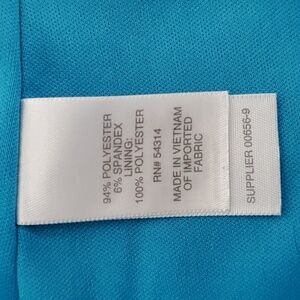 94% POLYESTER
6% SPANDEX
LINING:
100% POLYESTER
RN# 54314
MADE IN VIETNAM
OF IMPORTED
FABRIC
SUPPLIER 00656-9